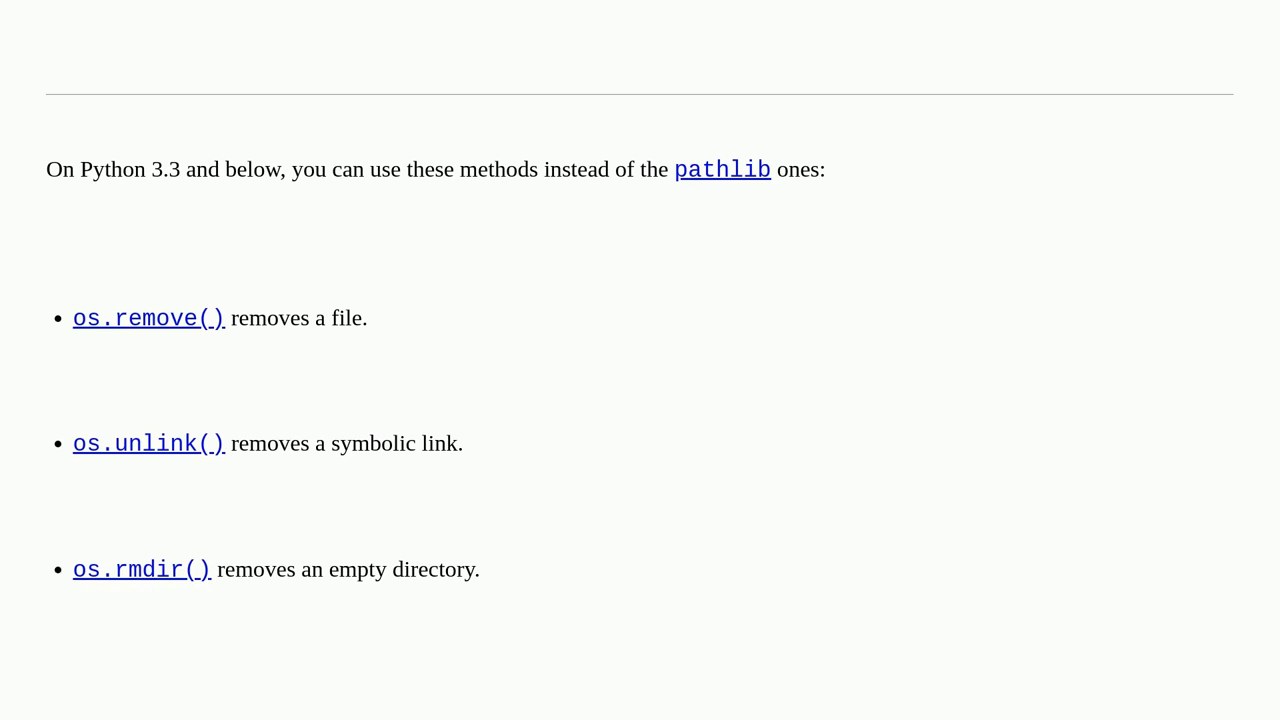 On Python 3.3 and below, you can use these methods instead of the pathlib ones:
• os.remove() removes a file.
• os.unlink() removes a symbolic link.
• os.rmdir() removes an empty directory.